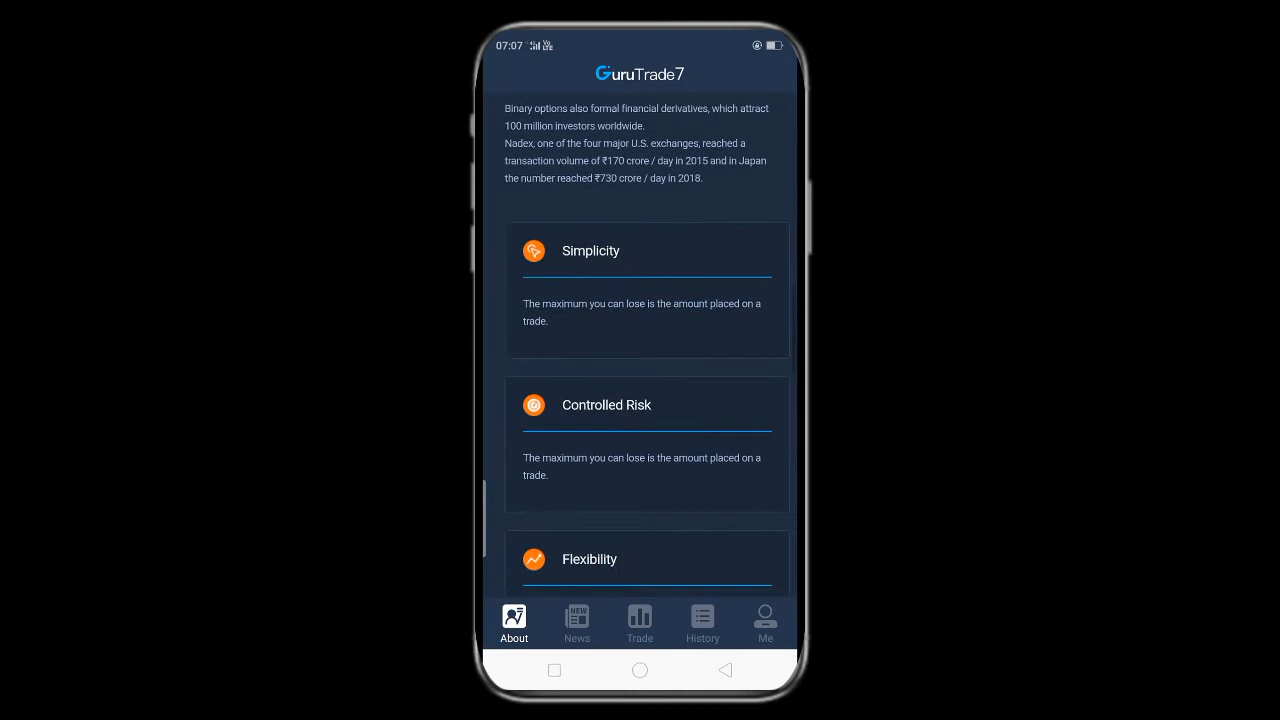 07:07
GuruTrade7
Binary options also formal financial derivatives, which attract
100 million investors worldwide.
Nadex, one of the four major U.S. exchanges, reached a
transaction volume of ₹170 crore / day in 2015 and in Japan
the number reached ₹730 crore / day in 2018.
Simplicity
The maximum you can lose is the amount placed on a
trade.
Controlled Risk
The maximum you can lose is the amount placed on a
trade.
Flexibility
NEW
About News Trade History Me